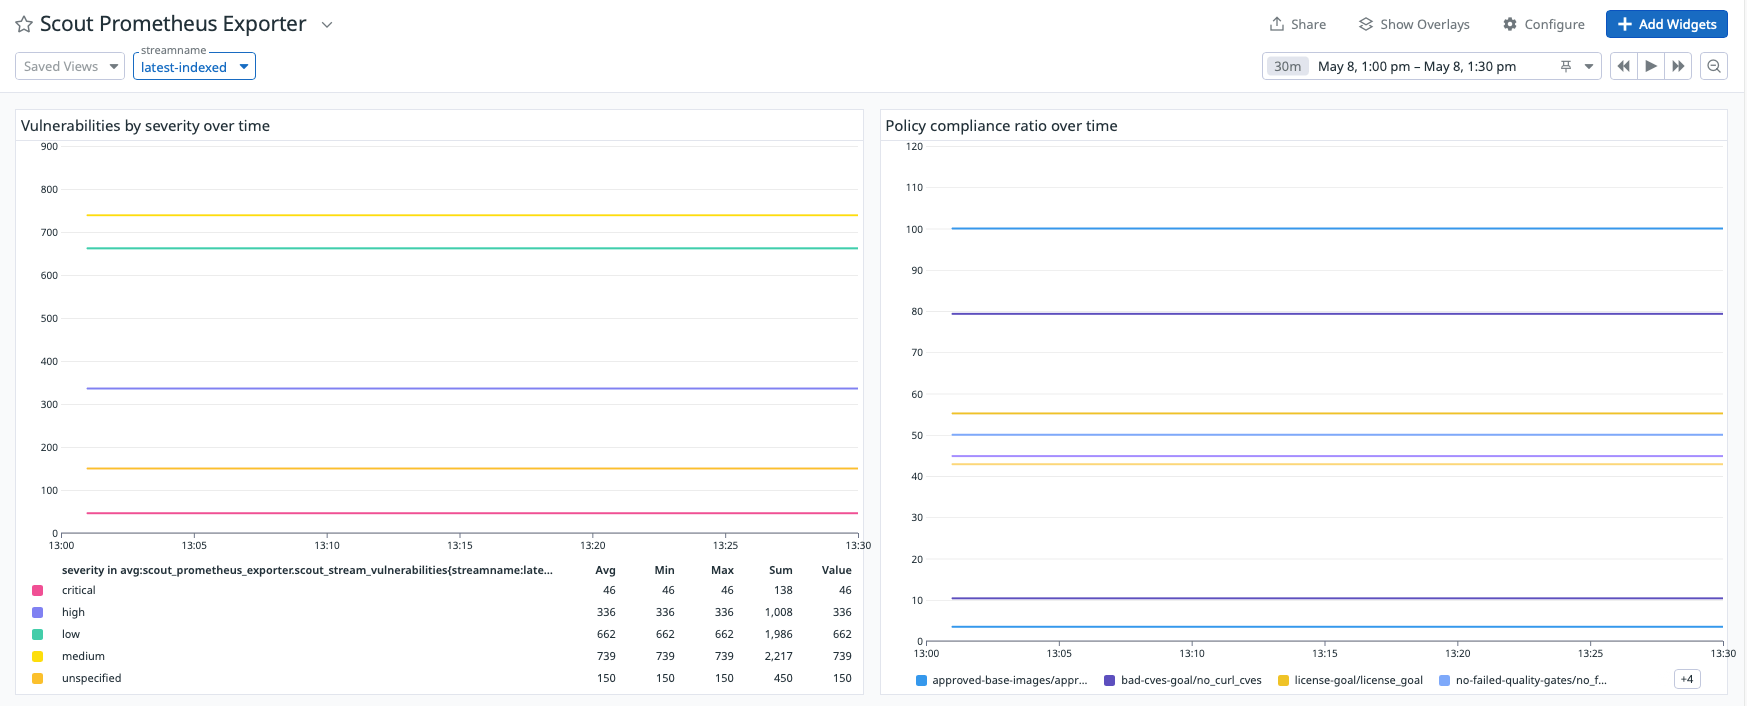 Scout Prometheus Exporter
Share
Show Overlays
Configure
Add Widgets
Saved Views
streamname
latest-indexed
30m May 8, 1:00 pm – May 8, 1:30 pm
Vulnerabilities by severity over time
900
800
700
600
500
400
300
200
100
0
13:00 13:05 13:10 13:15 13:20 13:25 13:30
severity in avg:scout_prometheus_exporter.scout_stream_vulnerabilities{streamname:late... Avg Min Max Sum Value
critical 46 46 46 138 46
high 336 336 336 1,008 336
low 662 662 662 1,986 662
medium 739 739 739 2,217 739
unspecified 150 150 150 450 150
Policy compliance ratio over time
120
110
100
90
80
70
60
50
40
30
20
10
0
13:00 13:05 13:10 13:15 13:20 13:25 13:30
approved-base-images/appr... bad-cves-goal/no_curl_cves license-goal/license_goal no-failed-quality-gates/no_f... +4